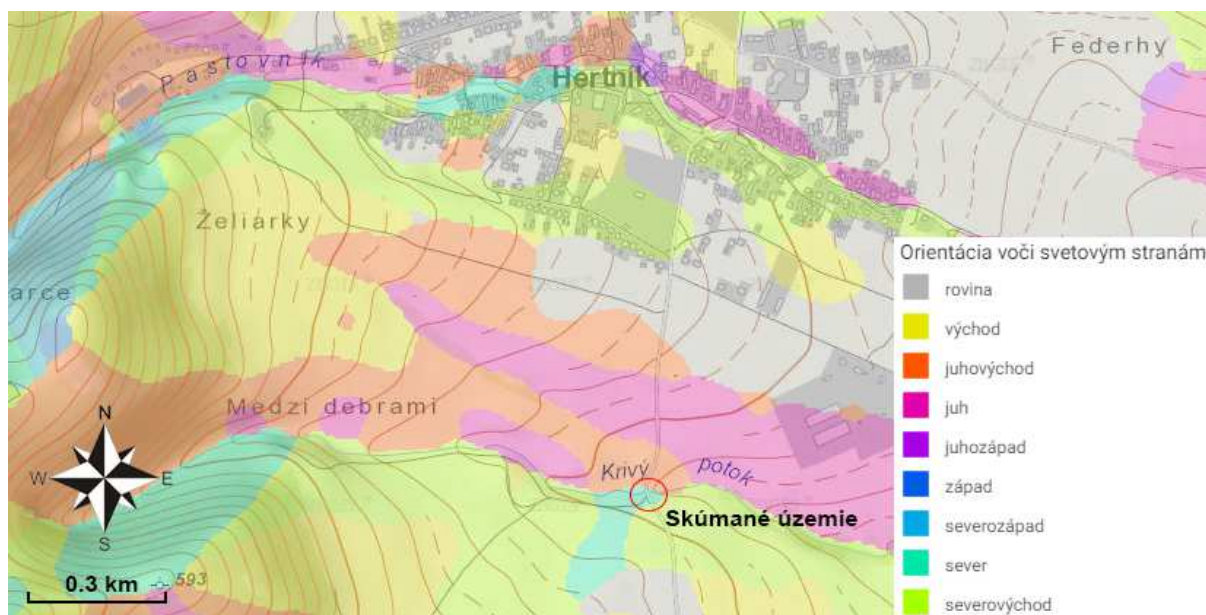 Pastovník
Hertník
Federhy
Želiarky
arce
Medzi debrami
Krivý potok
Skúmané územie
N
W E
S
0.3 km
593
Orientácia voči svetovým stranám
rovina
východ
juhovýchod
juh
juhozápad
západ
severozápad
sever
severovýchod